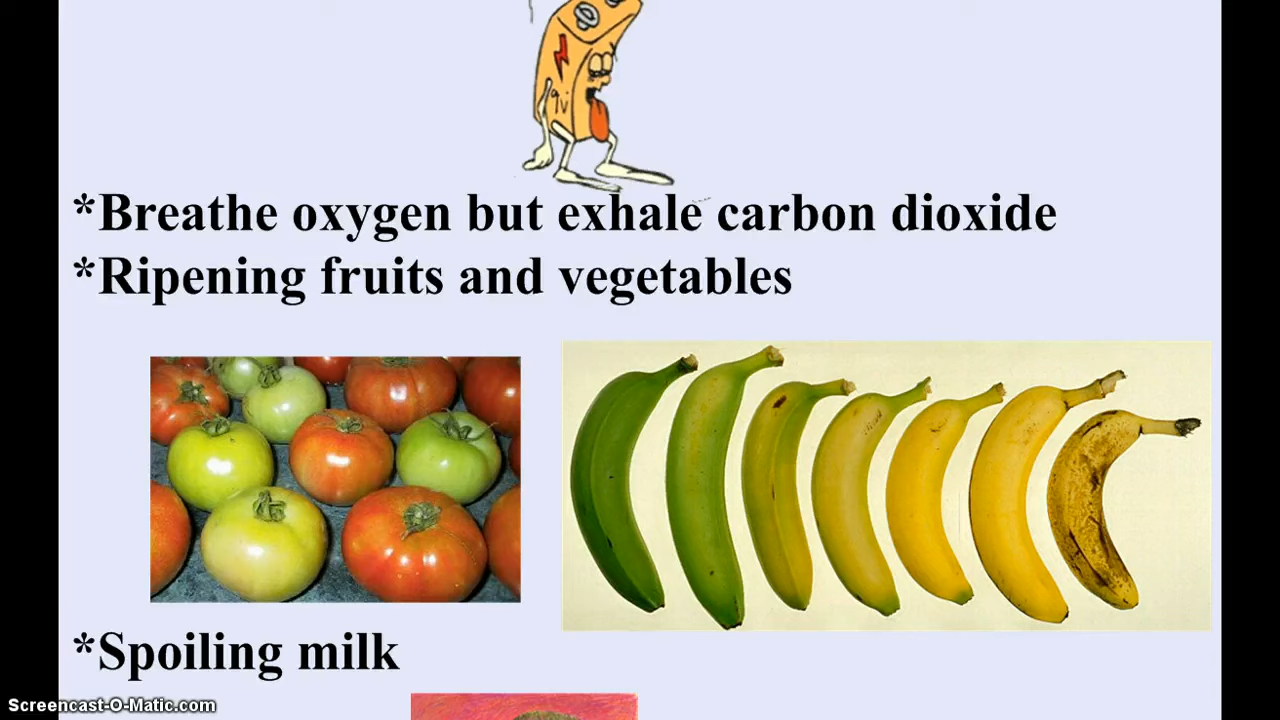 *Breathe oxygen but exhale carbon dioxide
*Ripening fruits and vegetables
*Spoiling milk
Screencast-O-Matic.com